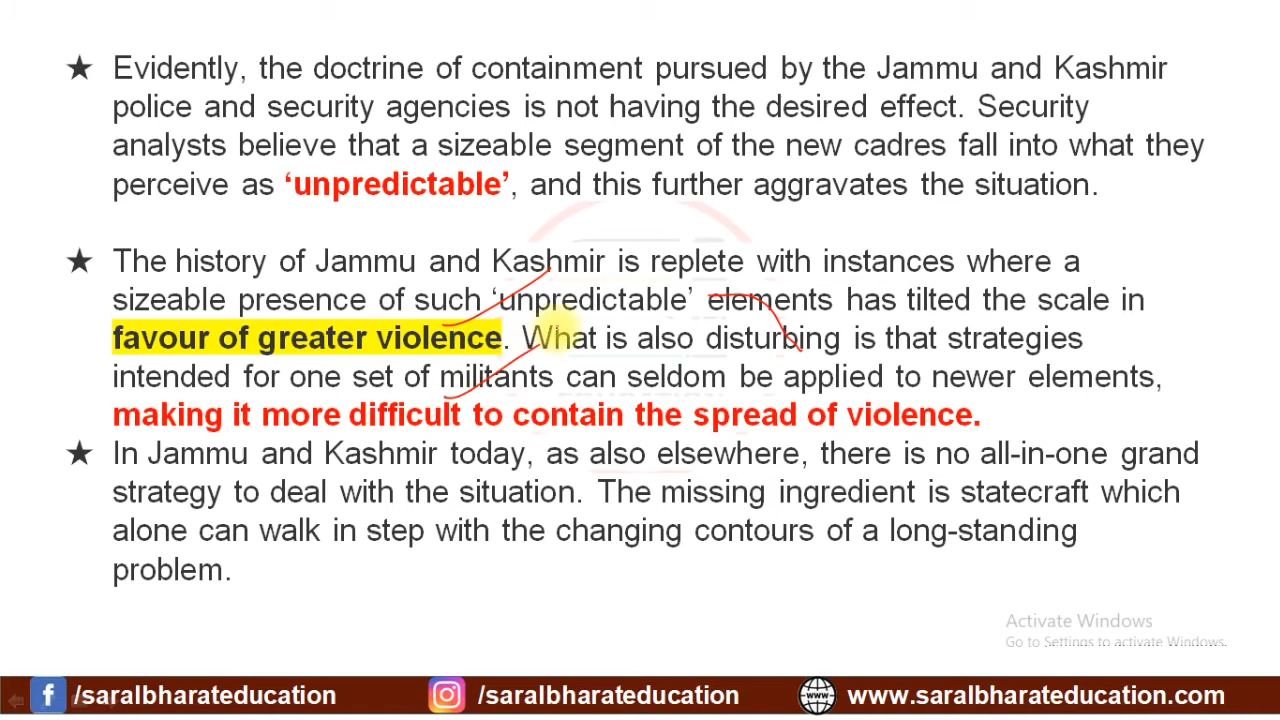 ★ Evidently, the doctrine of containment pursued by the Jammu and Kashmir
police and security agencies is not having the desired effect. Security
analysts believe that a sizeable segment of the new cadres fall into what they
perceive as ‘unpredictable’, and this further aggravates the situation.
★ The history of Jammu and Kashmir is replete with instances where a
sizeable presence of such ‘unpredictable’ elements has tilted the scale in
favour of greater violence. What is also disturbing is that strategies
intended for one set of militants can seldom be applied to newer elements,
making it more difficult to contain the spread of violence.
★ In Jammu and Kashmir today, as also elsewhere, there is no all-in-one grand
strategy to deal with the situation. The missing ingredient is statecraft which
alone can walk in step with the changing contours of a long-standing
problem.
Activate Windows
Go to Settings to activate Windows.
/saralbharateducation /saralbharateducation www.saralbharateducation.com